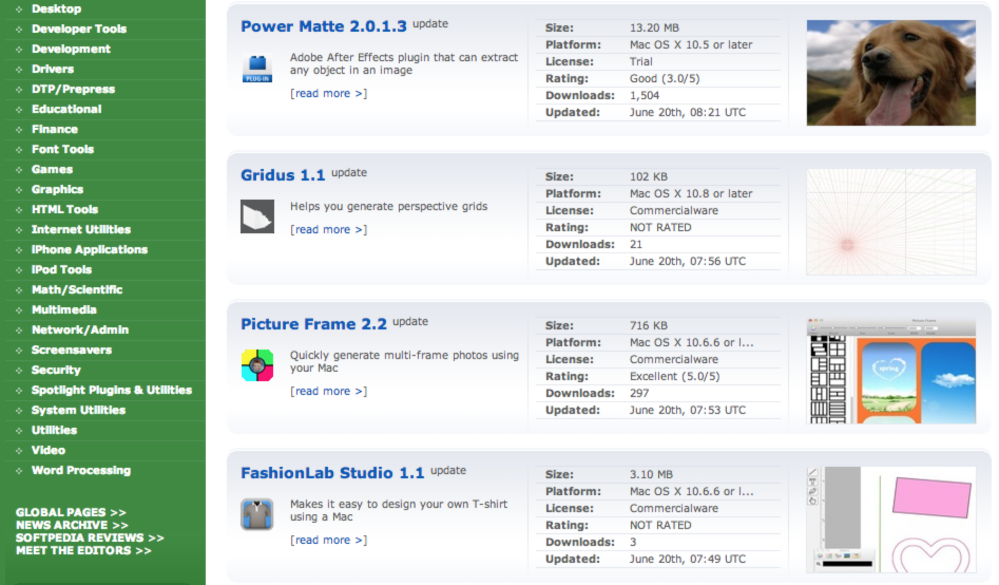 Desktop
Developer Tools
Development
Drivers
DTP/Prepress
Educational
Finance
Font Tools
Games
Graphics
HTML Tools
Internet Utilities
iPhone Applications
iPod Tools
Math/Scientific
Multimedia
Network/Admin
Screensavers
Security
Spotlight Plugins & Utilities
System Utilities
Utilities
Video
Word Processing
GLOBAL PAGES >>
NEWS ARCHIVE >>
SOFTPEDIA REVIEWS >>
MEET THE EDITORS >>
Power Matte 2.0.1.3 update
PLUG-IN
Adobe After Effects plugin that can extract
any object in an image
[read more >]
Size: 13.20 MB
Platform: Mac OS X 10.5 or later
License: Trial
Rating: Good (3.0/5)
Downloads: 1,504
Updated: June 20th, 08:21 UTC
Gridus 1.1 update
Helps you generate perspective grids
[read more >]
Size: 102 KB
Platform: Mac OS X 10.8 or later
License: Commercialware
Rating: NOT RATED
Downloads: 21
Updated: June 20th, 07:56 UTC
Picture Frame 2.2 update
Quickly generate multi-frame photos using
your Mac
[read more >]
Size: 716 KB
Platform: Mac OS X 10.6.6 or l...
License: Commercialware
Rating: Excellent (5.0/5)
Downloads: 297
Updated: June 20th, 07:53 UTC
Picture Frame
spring
FashionLab Studio 1.1 update
Makes it easy to design your own T-shirt
using a Mac
[read more >]
Size: 3.10 MB
Platform: Mac OS X 10.6.6 or l...
License: Commercialware
Rating: NOT RATED
Downloads: 3
Updated: June 20th, 07:49 UTC